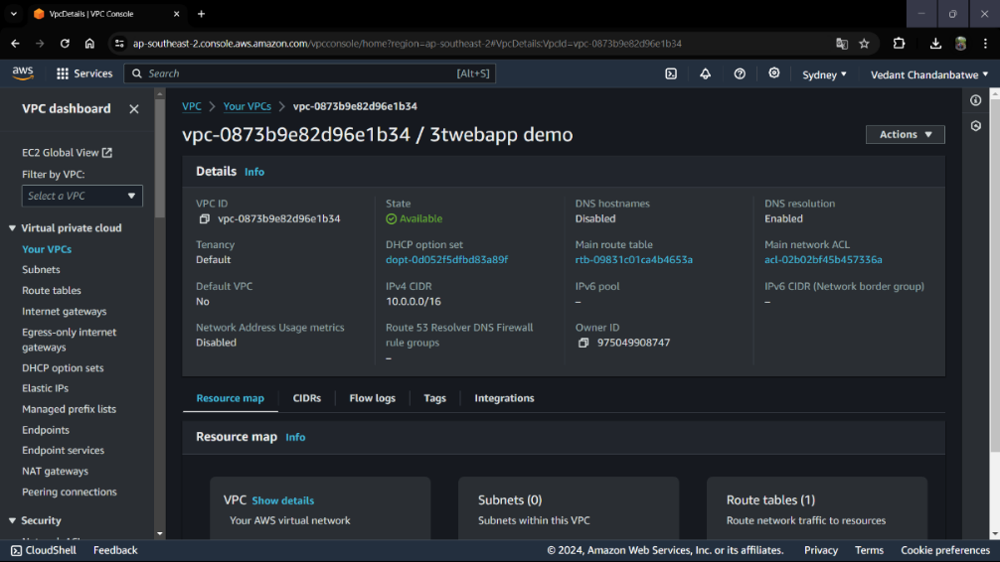 VpcDetails | VPC Console
ap-southeast-2.console.aws.amazon.com/vpcconsole/home?region=ap-southeast-2#VpcDetails:VpcId=vpc-0873b9e82d96e1b34
aws
Services
Search
[Alt+S]
Sydney
Vedant Chandanbatwe
VPC dashboard
EC2 Global View
Filter by VPC:
Select a VPC
Virtual private cloud
Your VPCs
Subnets
Route tables
Internet gateways
Egress-only internet
gateways
DHCP option sets
Elastic IPs
Managed prefix lists
Endpoints
Endpoint services
NAT gateways
Peering connections
Security
VPC > Your VPCs > vpc-0873b9e82d96e1b34
vpc-0873b9e82d96e1b34 / 3twebapp demo
Actions
Details Info
VPC ID
vpc-0873b9e82d96e1b34
State
Available
DNS hostnames
Disabled
DNS resolution
Enabled
Tenancy
Default
DHCP option set
dopt-0d052f5dfbd83a89f
Main route table
rtb-09831c01ca4b4653a
Main network ACL
acl-02b02bf45b457336a
Default VPC
No
IPv4 CIDR
10.0.0.0/16
IPv6 pool
–
IPv6 CIDR (Network border group)
–
Network Address Usage metrics
Disabled
Route 53 Resolver DNS Firewall
rule groups
–
Owner ID
975049908747
Resource map
CIDRs
Flow logs
Tags
Integrations
Resource map Info
VPC Show details
Your AWS virtual network
Subnets (0)
Subnets within this VPC
Route tables (1)
Route network traffic to resources
CloudShell
Feedback
© 2024, Amazon Web Services, Inc. or its affiliates.
Privacy
Terms
Cookie preferences